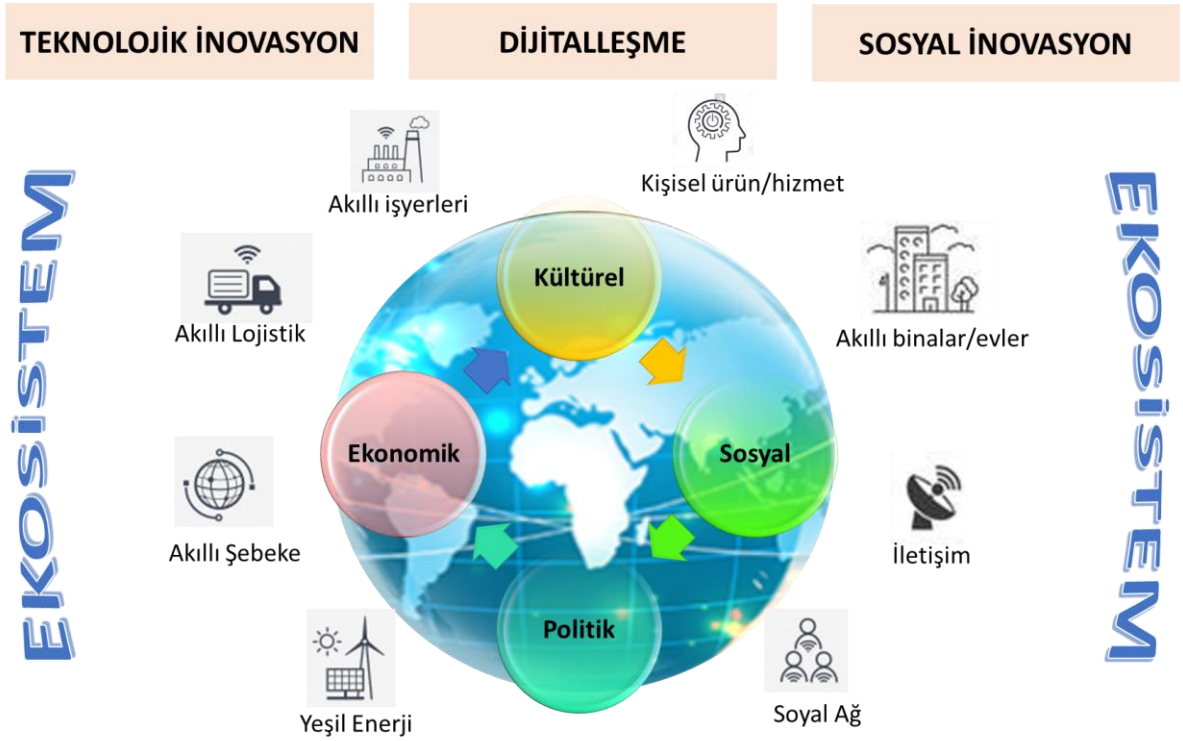 TEKNOLOJİK İNOVASYON
DİJİTALLEŞME
SOSYAL İNOVASYON
EKOSİSTEM
EKOSİSTEM
Akıllı işyerleri
Kişisel ürün/hizmet
Akıllı Lojistik
Akıllı binalar/evler
Kültürel
Ekonomik
Sosyal
Politik
Akıllı Şebeke
İletişim
Yeşil Enerji
Soyal Ağ